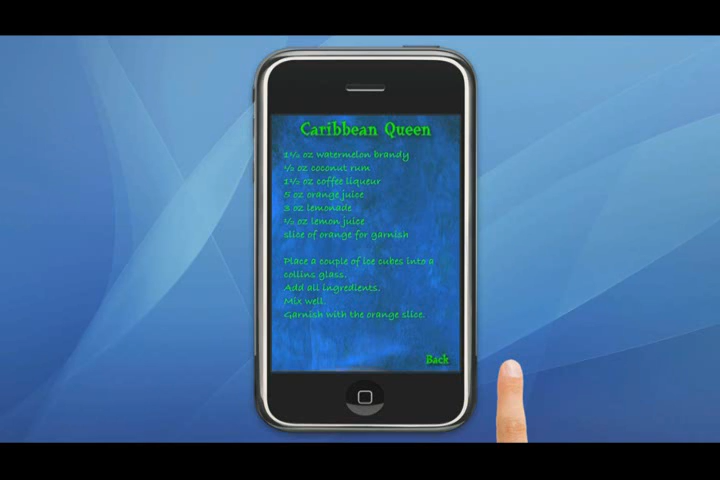 Caribbean Queen
1½ oz watermelon brandy
½ oz coconut rum
1½ oz coffee liqueur
5 oz orange juice
3 oz lemonade
oz lemon juice
slice of orange for garnish
Place a couple of ice cubes into a
collins glass.
Add all ingredients.
Mix well.
Garnish with the orange slice.
Back